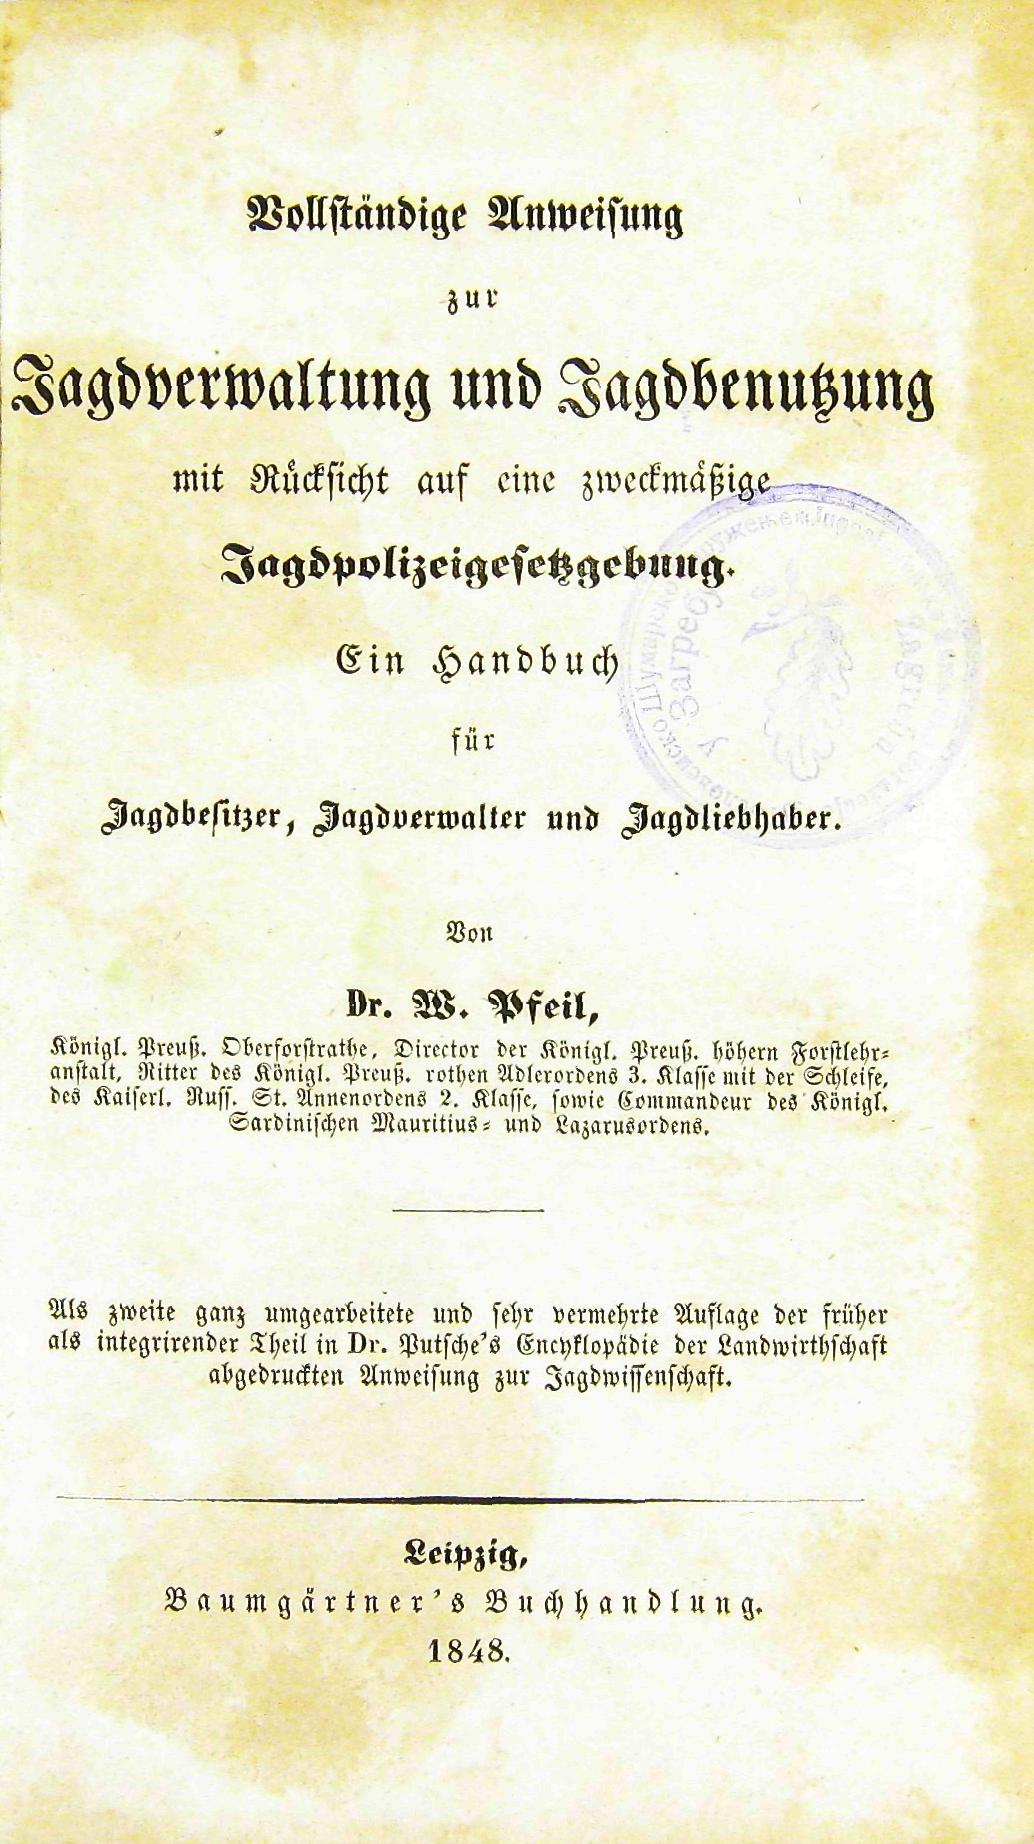 Vollständige Anweisung
zur
Jagdverwaltung und Jagdbenutzung
mit Rücksicht auf eine zweckmäßige
Jagdpolizeigesetzgebung.
Ein Handbuch
für
Jagdbesitzer, Jagdverwalter und Jagdliebhaber.
Von
Dr. W. Pfeil,
Königl. Preuß. Oberforstrathe, Director der Königl. Preuß. höhern Forstlehr-
anstalt, Ritter des Königl. Preuß. rothen Adlerordens 3. Klasse mit der Schleife,
des Kaiserl. Russ. St. Annenordens 2. Klasse, sowie Commandeur des Königl.
Sardinischen Mauritius- und Lazarusordens.
Als zweite ganz umgearbeitete und sehr vermehrte Auflage der früher
als integrirender Theil in Dr. Putsche's Encyklopädie der Landwirthschaft
abgedruckten Anweisung zur Jagdwissenschaft.
Leipzig,
Baumgärtner's Buchhandlung.
1848.
У Загребу